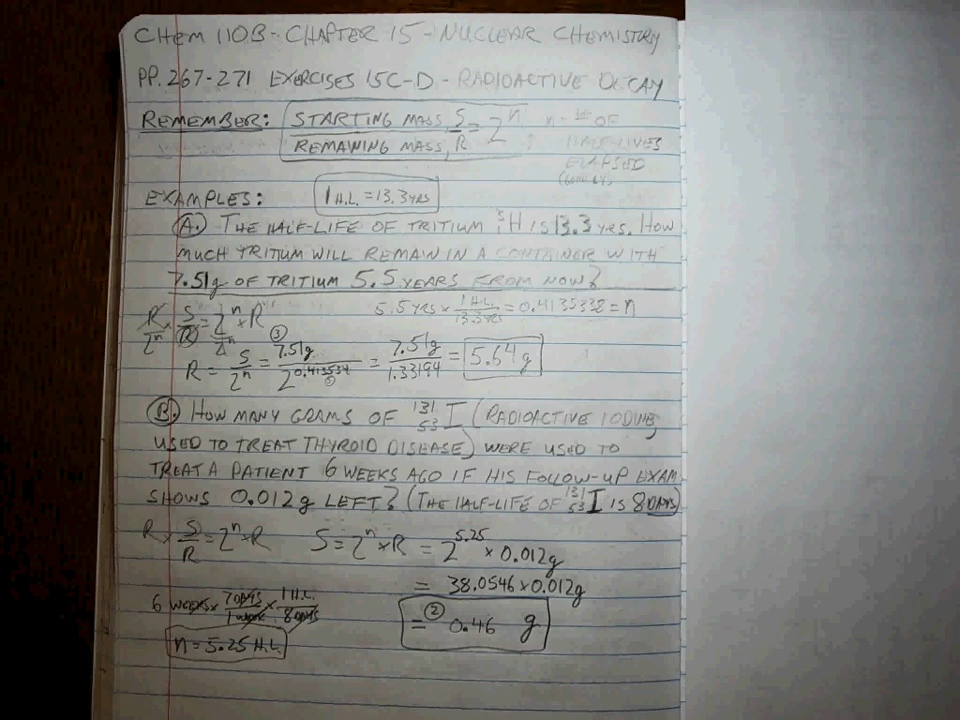 CHEM 110B - CHAPTER 15 - NUCLEAR CHEMISTRY
PP. 267-271 EXERCISES 15C-D - RADIOACTIVE DECAY
REMEMBER: STARTING MASS, S / REMAINING MASS, R = 2^n n = # OF
HALF-LIVES
ELAPSED
EXAMPLES: 1 H.L. = 13.3 YRS
A.) THE HALF-LIFE OF TRITIUM ³₁H IS 13.3 YRS. HOW
MUCH TRITIUM WILL REMAIN IN A CONTAINER WITH
7.51g OF TRITIUM 5.5 YEARS FROM NOW?
R/2^n × S/R = 2^n/2^n × R 5.5 YRS × 1 H.L./13.3 YRS = 0.4135338 = n
R = S/2^n = ③ 7.51g / 2^0.413534 = 7.51g / 1.33194 = 5.64 g
B.) HOW MANY GRAMS OF ¹³¹₅₃I (RADIOACTIVE IODINE,
USED TO TREAT THYROID DISEASE) WERE USED TO
TREAT A PATIENT 6 WEEKS AGO IF HIS FOLLOW-UP EXAM
SHOWS 0.012g LEFT? (THE HALF-LIFE OF ¹³¹₅₃I IS 8 DAYS)
R × S/R = 2^n × R S = 2^n × R = 2^5.25 × 0.012g
= 38.0546 × 0.012g
6 WEEKS × 7 DAYS/1 WEEK × 1 H.L./8 DAYS
= ② 0.46 g
n = 5.25 H.L.